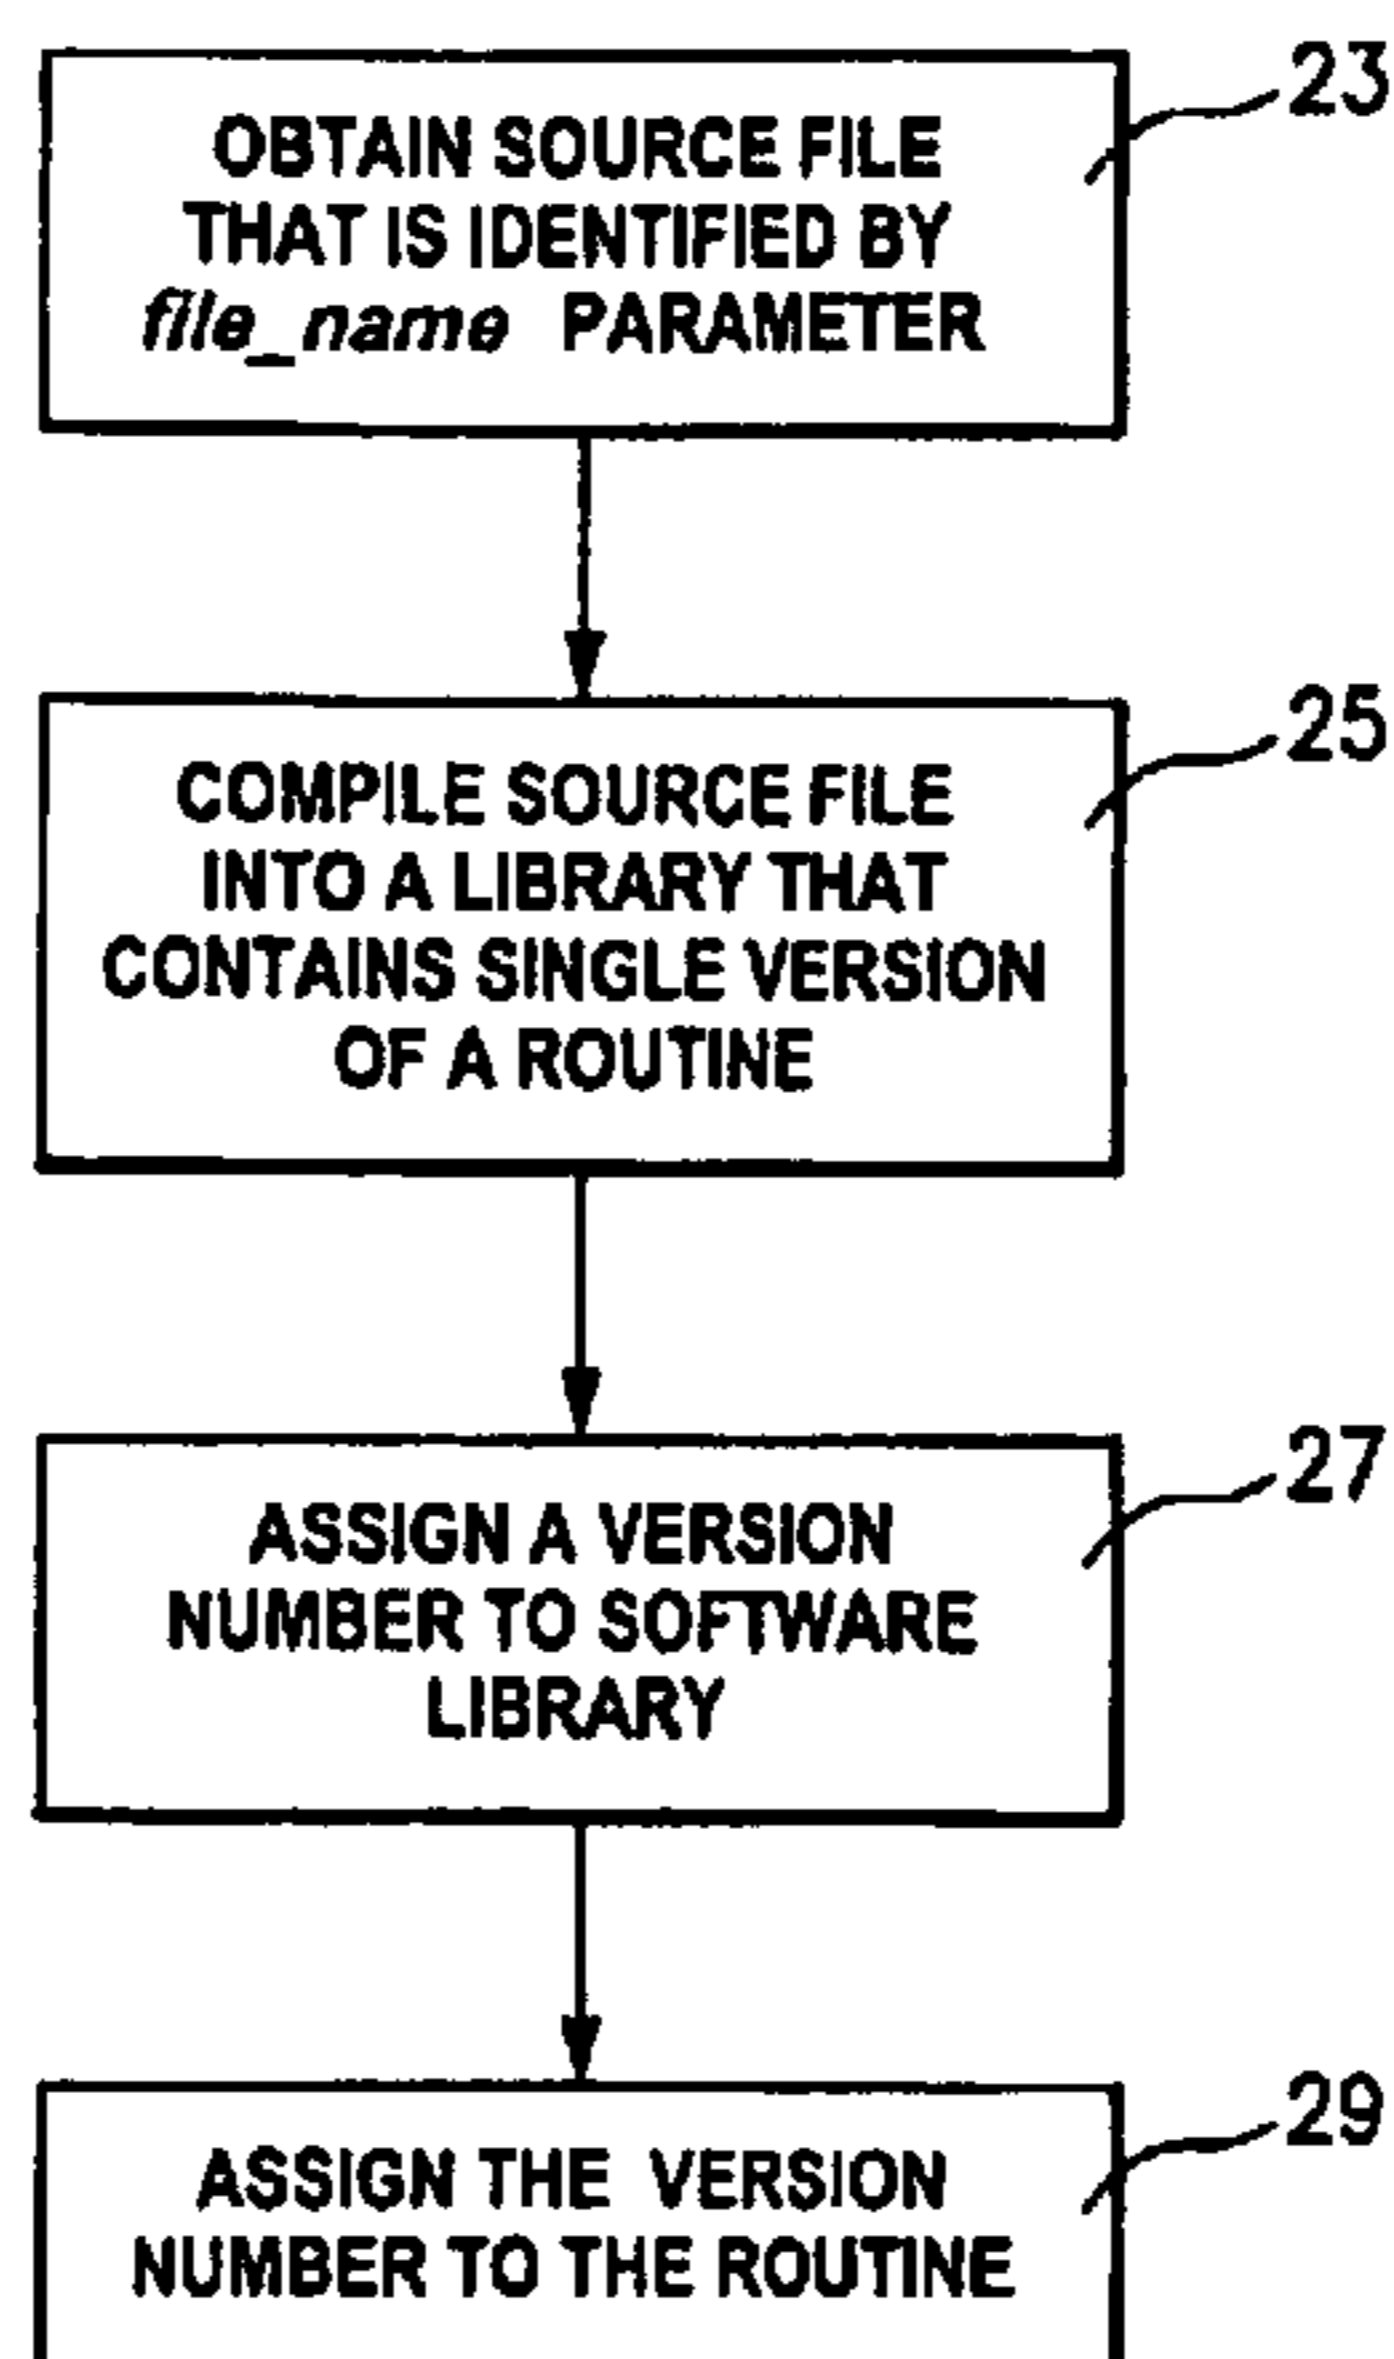 23
OBTAIN SOURCE FILE
THAT IS IDENTIFIED BY
file_name PARAMETER
25
COMPILE SOURCE FILE
INTO A LIBRARY THAT
CONTAINS SINGLE VERSION
OF A ROUTINE
27
ASSIGN A VERSION
NUMBER TO SOFTWARE
LIBRARY
29
ASSIGN THE VERSION
NUMBER TO THE ROUTINE